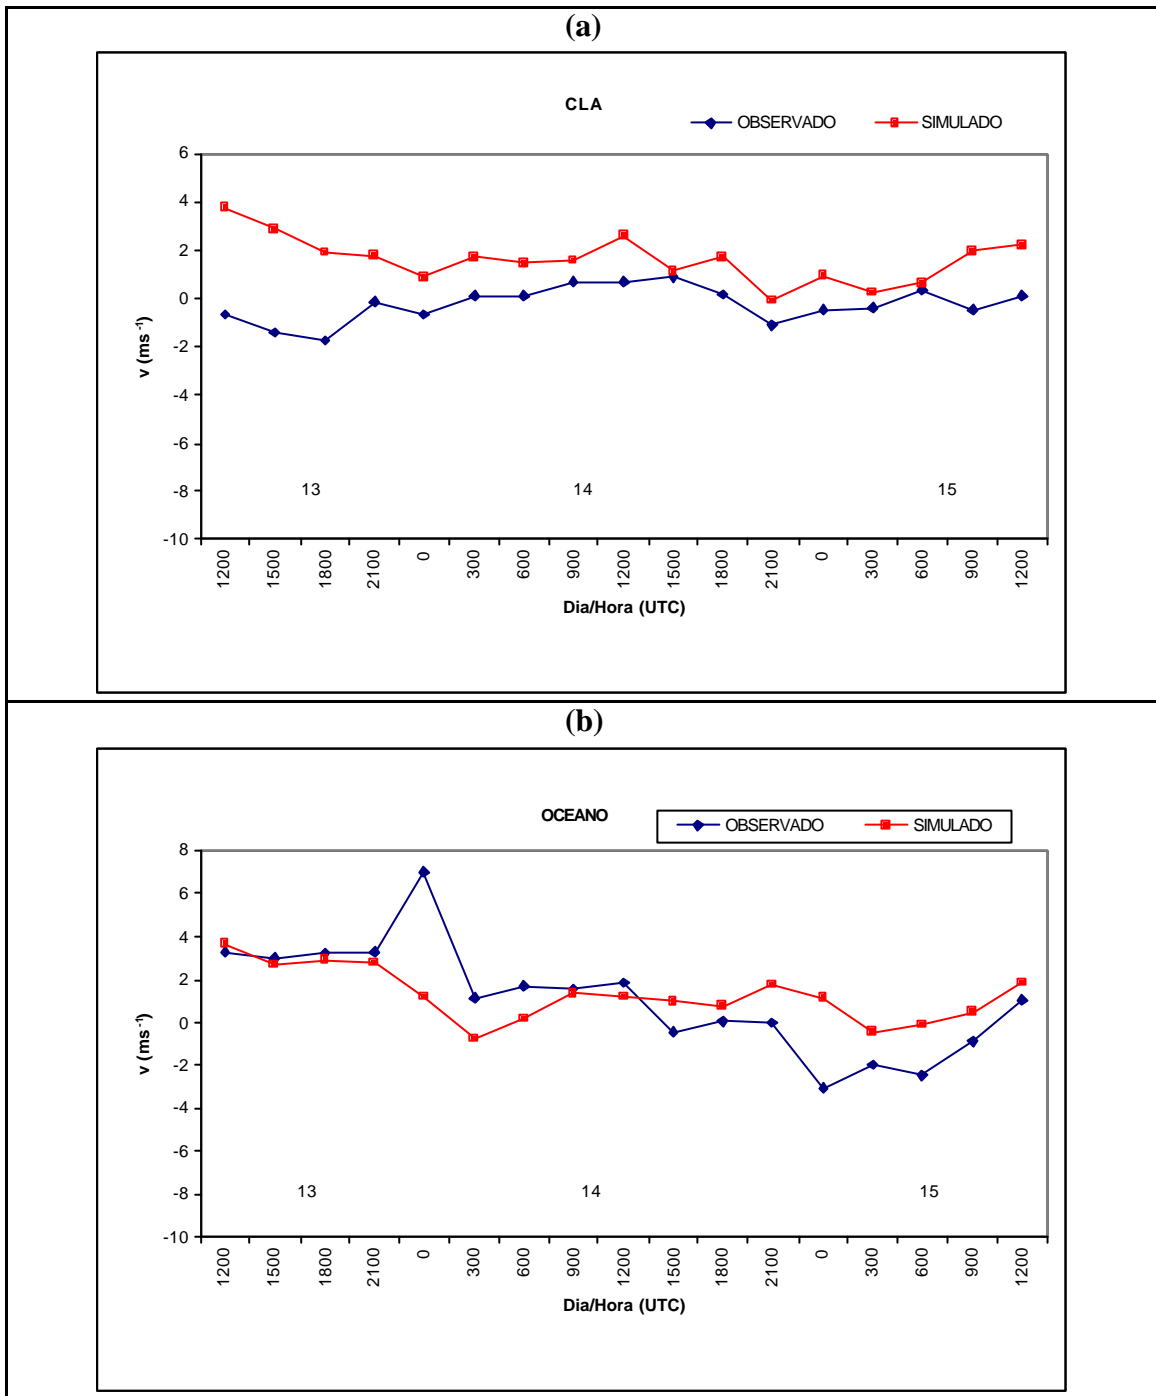 (a)
CLA
OBSERVADO SIMULADO
6
4
2
0
-2
-4
-6
-8
-10
v (ms⁻¹)
13 14 15
1200 1500 1800 2100 0 300 600 900 1200 1500 1800 2100 0 300 600 900 1200
Dia/Hora (UTC)
(b)
OCEANO
OBSERVADO SIMULADO
8
6
4
2
0
-2
-4
-6
-8
-10
v (ms⁻¹)
13 14 15
1200 1500 1800 2100 0 300 600 900 1200 1500 1800 2100 0 300 600 900 1200
Dia/Hora (UTC)